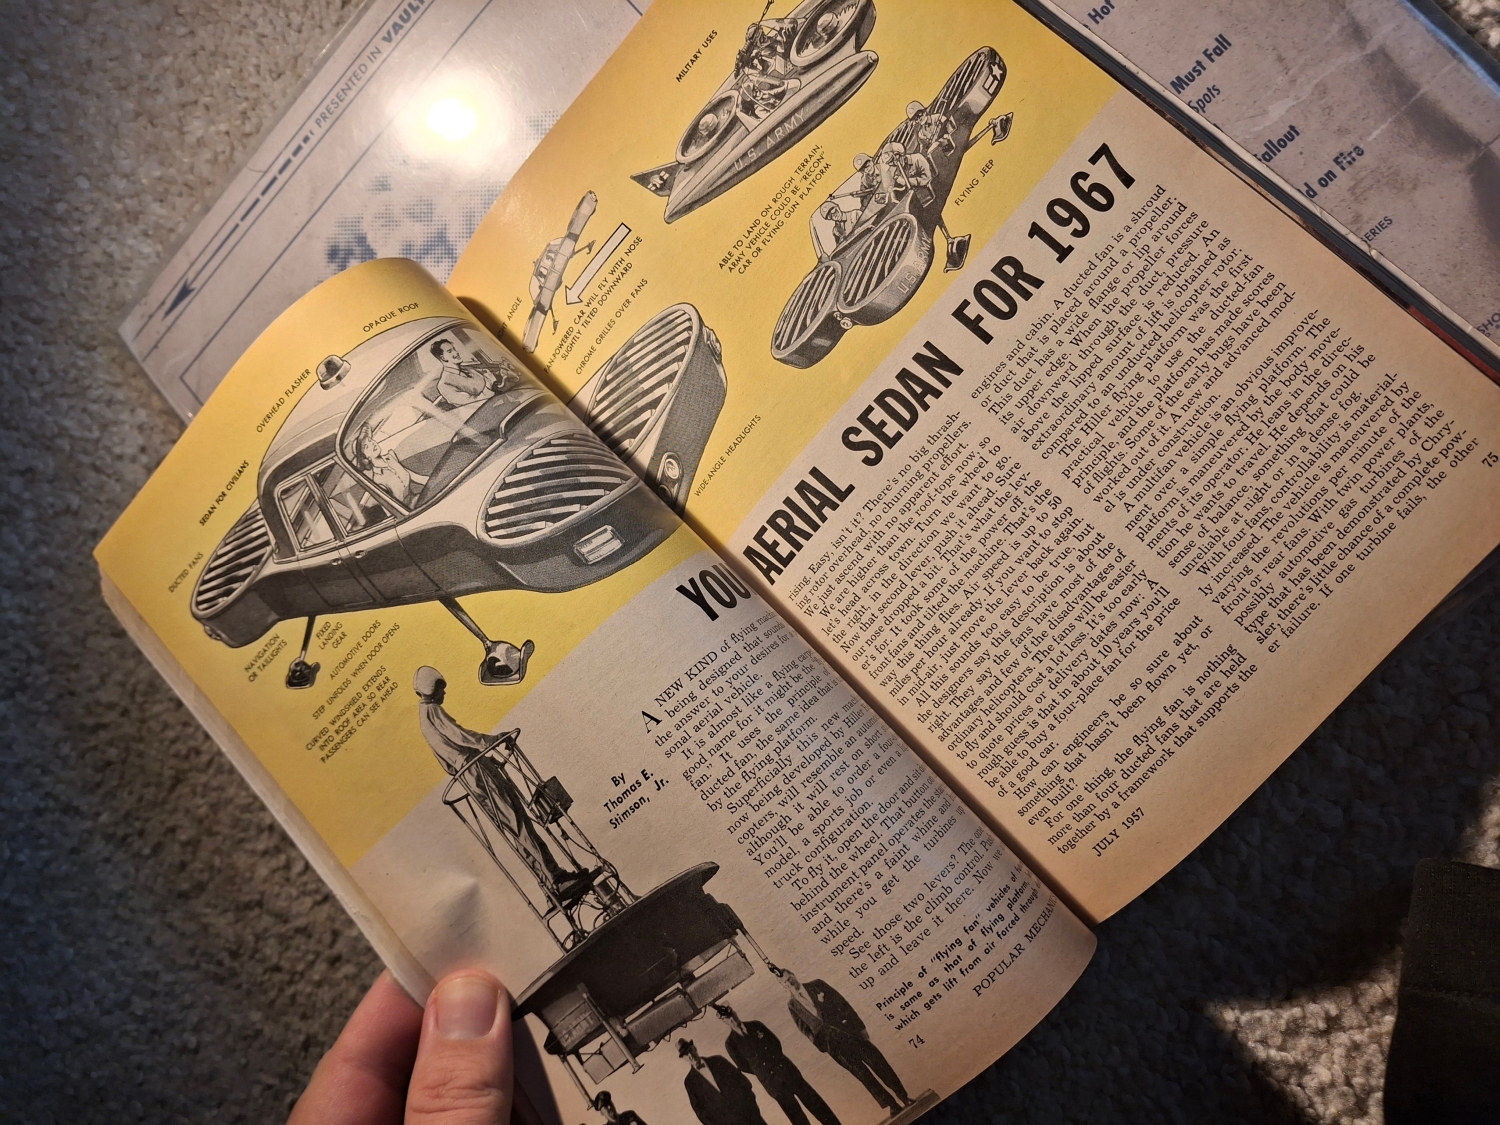 PRESENTED IN VAUL
OPAQUE ROOF
OVERHEAD FLASHER
SEDAN FOR CIVILIANS
DUCTED FANS
NAVIGATION
OR TAILLIGHTS
FIXED
LANDING
GEAR
AUTOMOTIVE DOORS
STEP UNFOLDS WHEN DOOR OPENS
CURVED WINDSHIELD EXTENDS
INTO ROOF AREA SO REAR
PASSENGERS CAN SEE AHEAD
ANGLE
POWERED CAR WILL FLY WITH NOSE
SLIGHTLY TILTED DOWNWARD
CHROME GRILLES OVER FANS
WIDE-ANGLE HEADLIGHTS
MILITARY USES
U.S. ARMY
ABLE TO LAND ON ROUGH TERRAIN,
ARMY VEHICLE COULD BE "RECON"
CAR OR FLYING GUN PLATFORM
FLYING JEEP
YOU
AERIAL SEDAN FOR 1967
By
Thomas E.
Stimson, Jr.
A NEW KIND of flying
being designed that
the answer to your desires
sonal aerial vehicle.
It is almost like a flying
good name for it might be the
fan." It uses the principle
ducted fan, the same idea that
by the flying platform.
Superficially this new
now being developed by Hiller
copters, will resemble an
although it will rest on short
You'll be able to order a
model, a sports job or even
truck configuration.
To fly it, open the door and
behind the wheel. That button
instrument panel operates the
and there's a faint whine and
while you get the turbines
speed.
See those two levers? The
the left is the climb control.
up and leave it there. Now
Principle of "flying fan" vehicles
is same as that of flying platform
which gets lift from air forced through
74
POPULAR MECHAN
rising. Easy, isn't it? There's no big thrash-
ing rotor overhead, no churning propellers.
We just ascend with no apparent effort.
We are higher than the roof-tops now, so
let's head across town. Turn the wheel to
the right, in the direction we want to go.
Now that second lever, push it ahead. Sure
our nose dropped a bit. That's what the lev-
er's for. It took some of the power off the
front fans and tilted the machine. That's the
way this thing flies. Air speed is up to 50
miles per hour already. If you want to stop
in mid-air, just move the lever back again.
All this sounds too easy to be true, but
the designers say this description is about
right. They say the fans have most of the
advantages and few of the disadvantages of
ordinary helicopters. The fans will be easier
to fly and should cost a lot less. It's too early
to quote prices or delivery dates now: A
rough guess is that in about 10 years you'll
be able to buy a four-place fan for the price
of a good car.
How can engineers be so sure about
something that hasn't been flown yet, or
even built?
For one thing, the flying fan is nothing
more than four ducted fans that are held
together by a framework that supports the
JULY 1957
engines and cabin. A ducted fan is a shroud
or duct that is placed around a propeller.
This duct has a wide flange or lip around
its upper edge. When the propeller forces
air downward through the duct, pressure
above the lipped surface is reduced. An
extraordinary amount of lift is obtained as
compared to an unducted helicopter rotor.
The Hiller flying platform was the first
practical vehicle to use the ducted-fan
principle, and the platform has made scores
of flights. Some of the early bugs have been
worked out of it. A new and advanced mod-
el is under construction.
A multifan vehicle is an obvious improve-
ment over a simple flying platform. The
platform is maneuvered by the body move-
ments of its operator. He leans in the direc-
tion he wants to travel. He depends on his
sense of balance, something that could be
unreliable at night or in a dense fog.
With four fans, controllability is material-
ly increased. The vehicle is maneuvered by
varying the revolutions per minute of the
front or rear fans. With twin power plants,
possibly automotive gas turbines of the
type that has been demonstrated by Chry-
sler, there's little chance of a complete pow-
er failure. If one turbine fails, the other
75
Hot
Must Fall
Spots
allout
d on Fire
SERIES